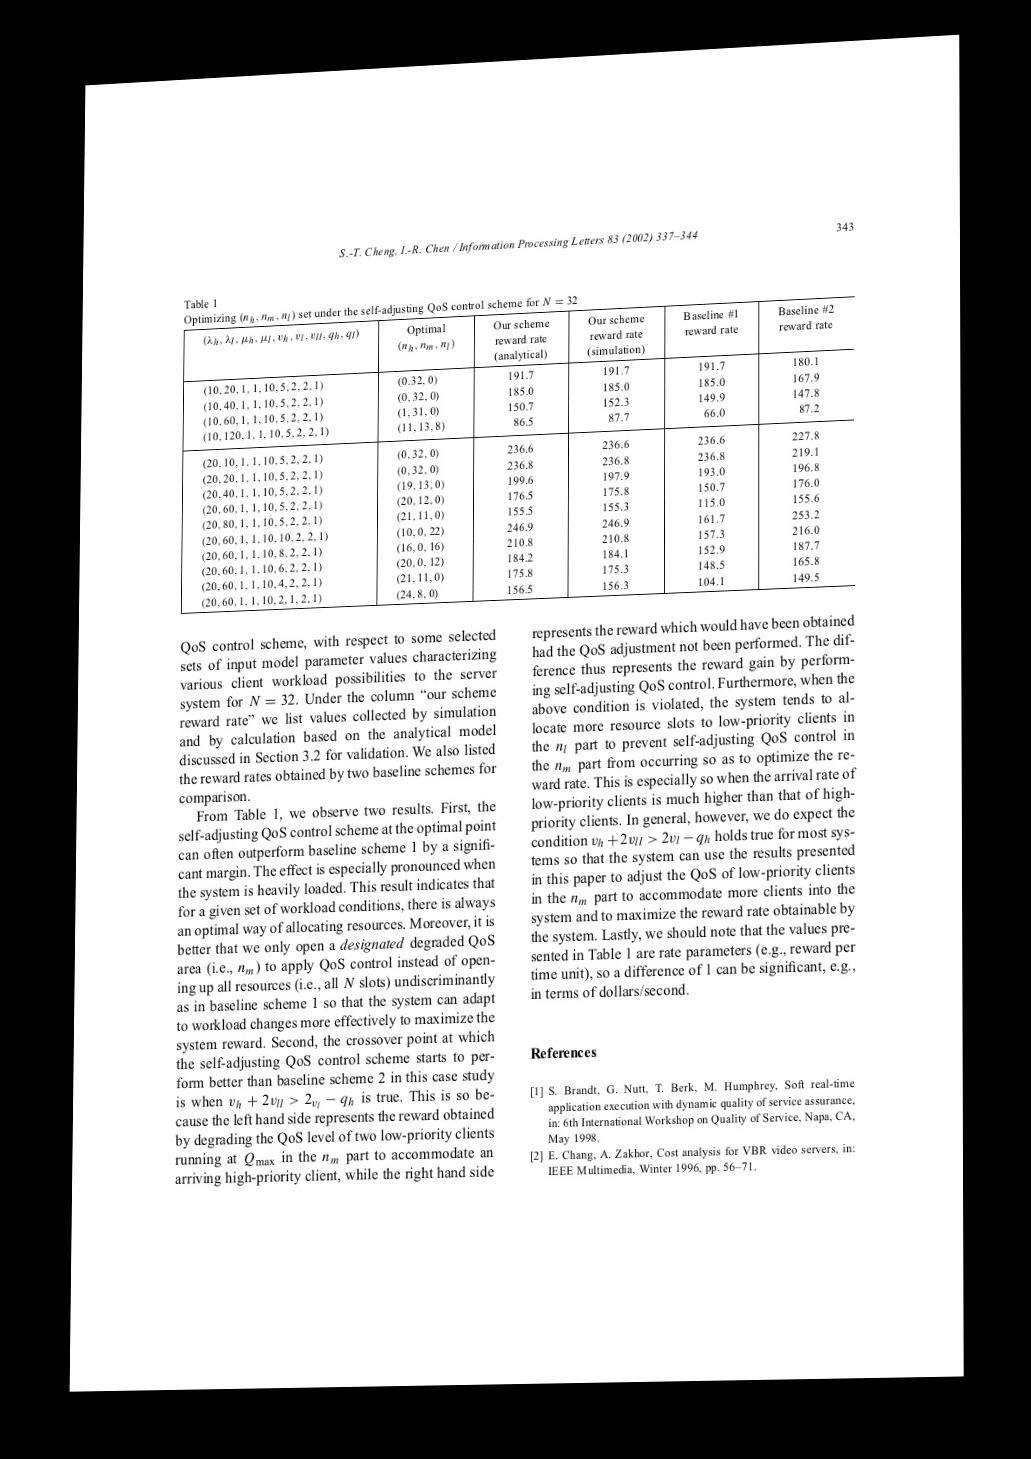 343
S.-T. Cheng, I.-R. Chen / Information Processing Letters 83 (2002) 337–344
Table 1
Optimizing (n_h, n_m, n_l) set under the self-adjusting QoS control scheme for N = 32
(λ_h, λ_l, μ_h, μ_l, v_h, v_l, v_ll, q_h, q_l) Optimal (n_h, n_m, n_l) Our scheme reward rate (analytical) Our scheme reward rate (simulation) Baseline #1 reward rate Baseline #2 reward rate
(10, 20, 1, 1, 10, 5, 2, 2, 1) (0.32, 0) 191.7 191.7 191.7 180.1
(10, 40, 1, 1, 10, 5, 2, 2, 1) (0, 32, 0) 185.0 185.0 185.0 167.9
(10, 60, 1, 1, 10, 5, 2, 2, 1) (1, 31, 0) 150.7 152.3 149.9 147.8
(10, 120, 1, 1, 10, 5, 2, 2, 1) (11, 13, 8) 86.5 87.7 66.0 87.2
(20, 10, 1, 1, 10, 5, 2, 2, 1) (0, 32, 0) 236.6 236.6 236.6 227.8
(20, 20, 1, 1, 10, 5, 2, 2, 1) (0, 32, 0) 236.8 236.8 236.8 219.1
(20, 40, 1, 1, 10, 5, 2, 2, 1) (19, 13, 0) 199.6 197.9 193.0 196.8
(20, 60, 1, 1, 10, 5, 2, 2, 1) (20, 12, 0) 176.5 175.8 150.7 176.0
(20, 80, 1, 1, 10, 5, 2, 2, 1) (21, 11, 0) 155.5 155.3 115.0 155.6
(20, 60, 1, 1, 10, 10, 2, 2, 1) (10, 0, 22) 246.9 246.9 161.7 253.2
(20, 60, 1, 1, 10, 8, 2, 2, 1) (16, 0, 16) 210.8 210.8 157.3 216.0
(20, 60, 1, 1, 10, 6, 2, 2, 1) (20, 0, 12) 184.2 184.1 152.9 187.7
(20, 60, 1, 1, 10, 4, 2, 2, 1) (21, 11, 0) 175.8 175.3 148.5 165.8
(20, 60, 1, 1, 10, 2, 1, 2, 1) (24, 8, 0) 156.5 156.3 104.1 149.5
QoS control scheme, with respect to some selected
sets of input model parameter values characterizing
various client workload possibilities to the server
system for N = 32. Under the column “our scheme
reward rate” we list values collected by simulation
and by calculation based on the analytical model
discussed in Section 3.2 for validation. We also listed
the reward rates obtained by two baseline schemes for
comparison.
From Table 1, we observe two results. First, the
self-adjusting QoS control scheme at the optimal point
can often outperform baseline scheme 1 by a signifi-
cant margin. The effect is especially pronounced when
the system is heavily loaded. This result indicates that
for a given set of workload conditions, there is always
an optimal way of allocating resources. Moreover, it is
better that we only open a designated degraded QoS
area (i.e., n_m) to apply QoS control instead of open-
ing up all resources (i.e., all N slots) undiscriminantly
as in baseline scheme 1 so that the system can adapt
to workload changes more effectively to maximize the
system reward. Second, the crossover point at which
the self-adjusting QoS control scheme starts to per-
form better than baseline scheme 2 in this case study
is when v_h + 2v_ll > 2_{v_l} − q_h is true. This is so be-
cause the left hand side represents the reward obtained
by degrading the QoS level of two low-priority clients
running at Q_max in the n_m part to accommodate an
arriving high-priority client, while the right hand side
represents the reward which would have been obtained
had the QoS adjustment not been performed. The dif-
ference thus represents the reward gain by perform-
ing self-adjusting QoS control. Furthermore, when the
above condition is violated, the system tends to al-
locate more resource slots to low-priority clients in
the n_l part to prevent self-adjusting QoS control in
the n_m part from occurring so as to optimize the re-
ward rate. This is especially so when the arrival rate of
low-priority clients is much higher than that of high-
priority clients. In general, however, we do expect the
condition v_h + 2v_ll > 2v_l − q_h holds true for most sys-
tems so that the system can use the results presented
in this paper to adjust the QoS of low-priority clients
in the n_m part to accommodate more clients into the
system and to maximize the reward rate obtainable by
the system. Lastly, we should note that the values pre-
sented in Table 1 are rate parameters (e.g., reward per
time unit), so a difference of 1 can be significant, e.g.,
in terms of dollars/second.
References
[1] S. Brandt, G. Nutt, T. Berk, M. Humphrey, Soft real-time
application execution with dynamic quality of service assurance,
in: 6th International Workshop on Quality of Service, Napa, CA,
May 1998.
[2] E. Chang, A. Zakhor, Cost analysis for VBR video servers, in:
IEEE Multimedia, Winter 1996, pp. 56–71.